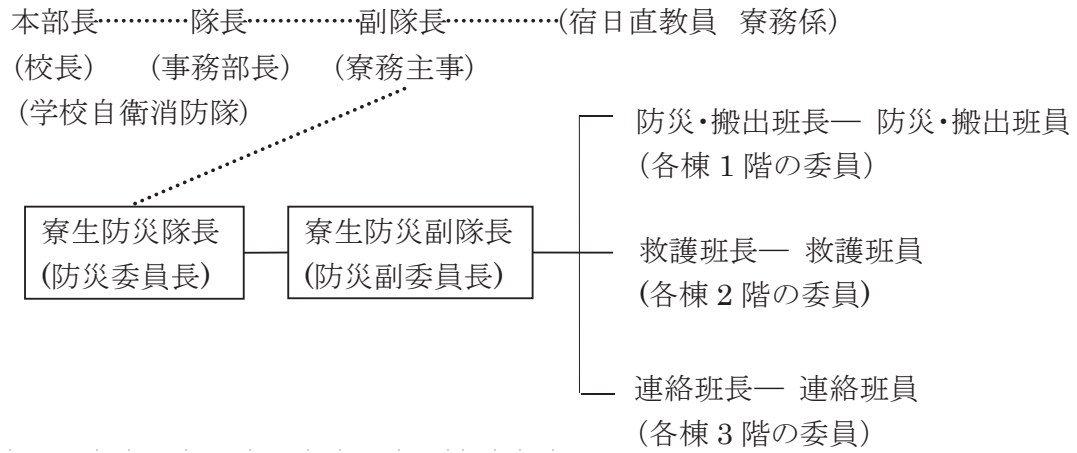 本部長…………隊長……………副隊長……………(宿日直教員 寮務係)
(校長) (事務部長) (寮務主事)
(学校自衛消防隊)
防災・搬出班長― 防災・搬出班員
(各棟 1 階の委員)
寮生防災隊長
(防災委員長)
寮生防災副隊長
(防災副委員長)
救護班長― 救護班員
(各棟 2 階の委員)
連絡班長― 連絡班員
(各棟 3 階の委員)